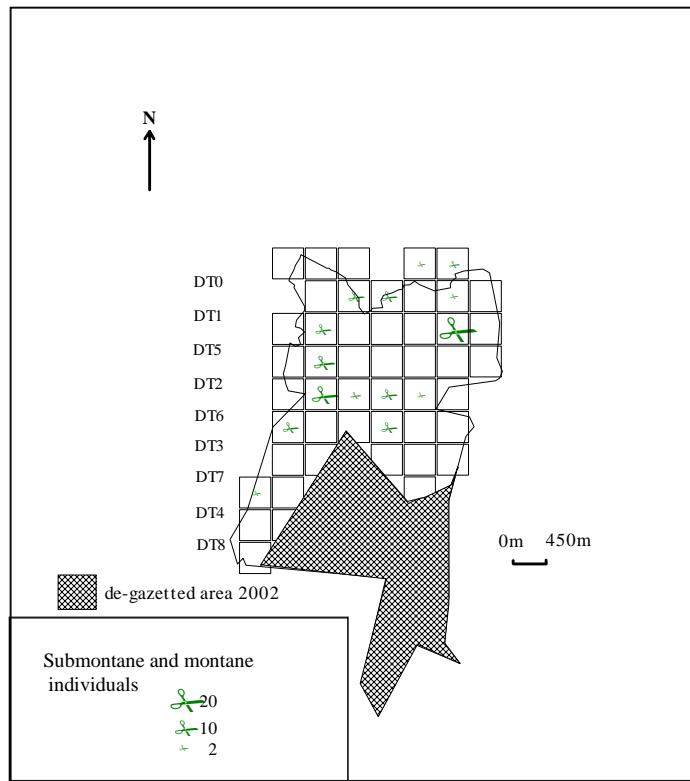 N
DT0
DT1
DT5
DT2
DT6
DT3
DT7
DT4
DT8
0m 450m
de-gazetted area 2002
Submontane and montane
individuals
20
10
2